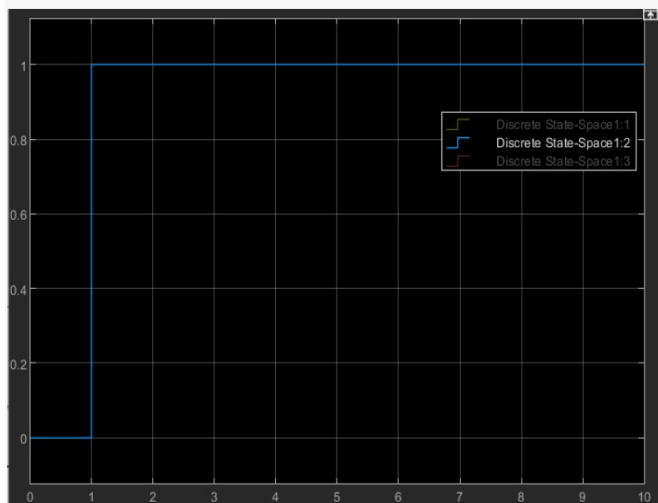 1
0.8
0.6
0.4
0.2
0
Discrete State-Space1:1
Discrete State-Space1:2
Discrete State-Space1:3
0 1 2 3 4 5 6 7 8 9 10